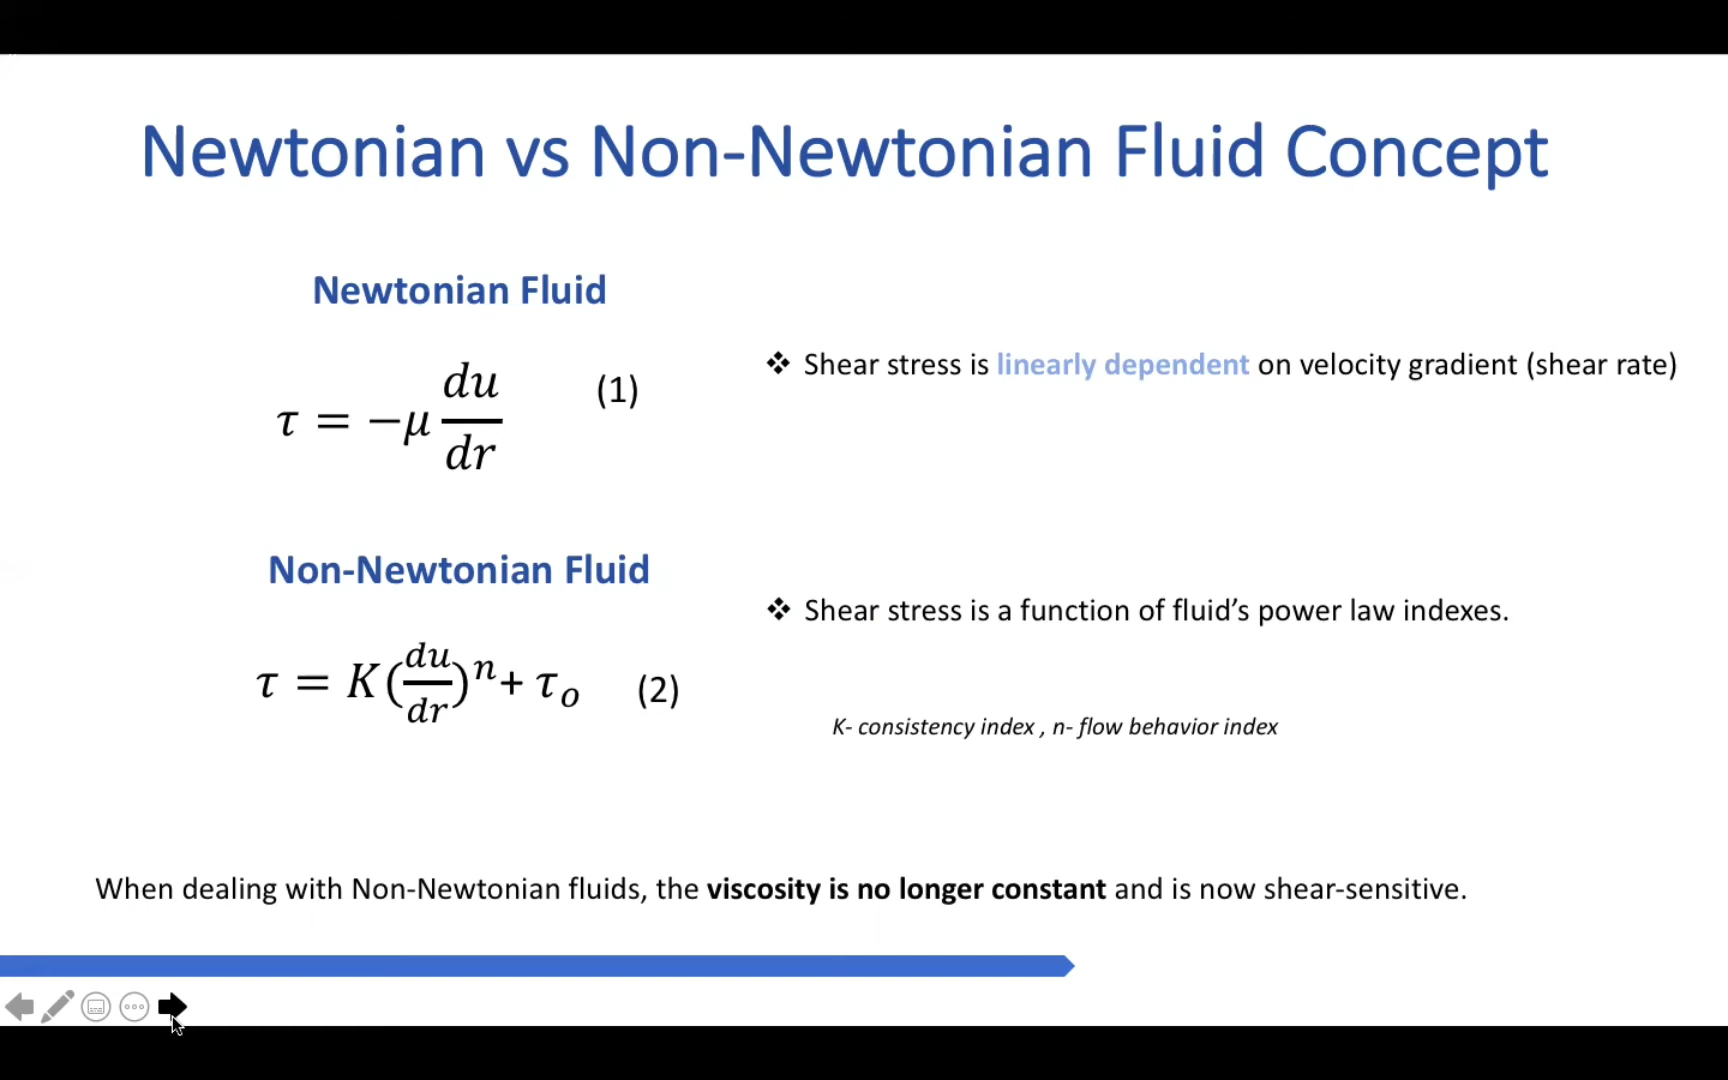 Newtonian vs Non-Newtonian Fluid Concept
Newtonian Fluid
τ = −μ du/dr (1)
❖ Shear stress is linearly dependent on velocity gradient (shear rate)
Non-Newtonian Fluid
τ = K(du/dr)ⁿ+ τₒ (2)
❖ Shear stress is a function of fluid’s power law indexes.
K- consistency index , n- flow behavior index
When dealing with Non-Newtonian fluids, the viscosity is no longer constant and is now shear-sensitive.